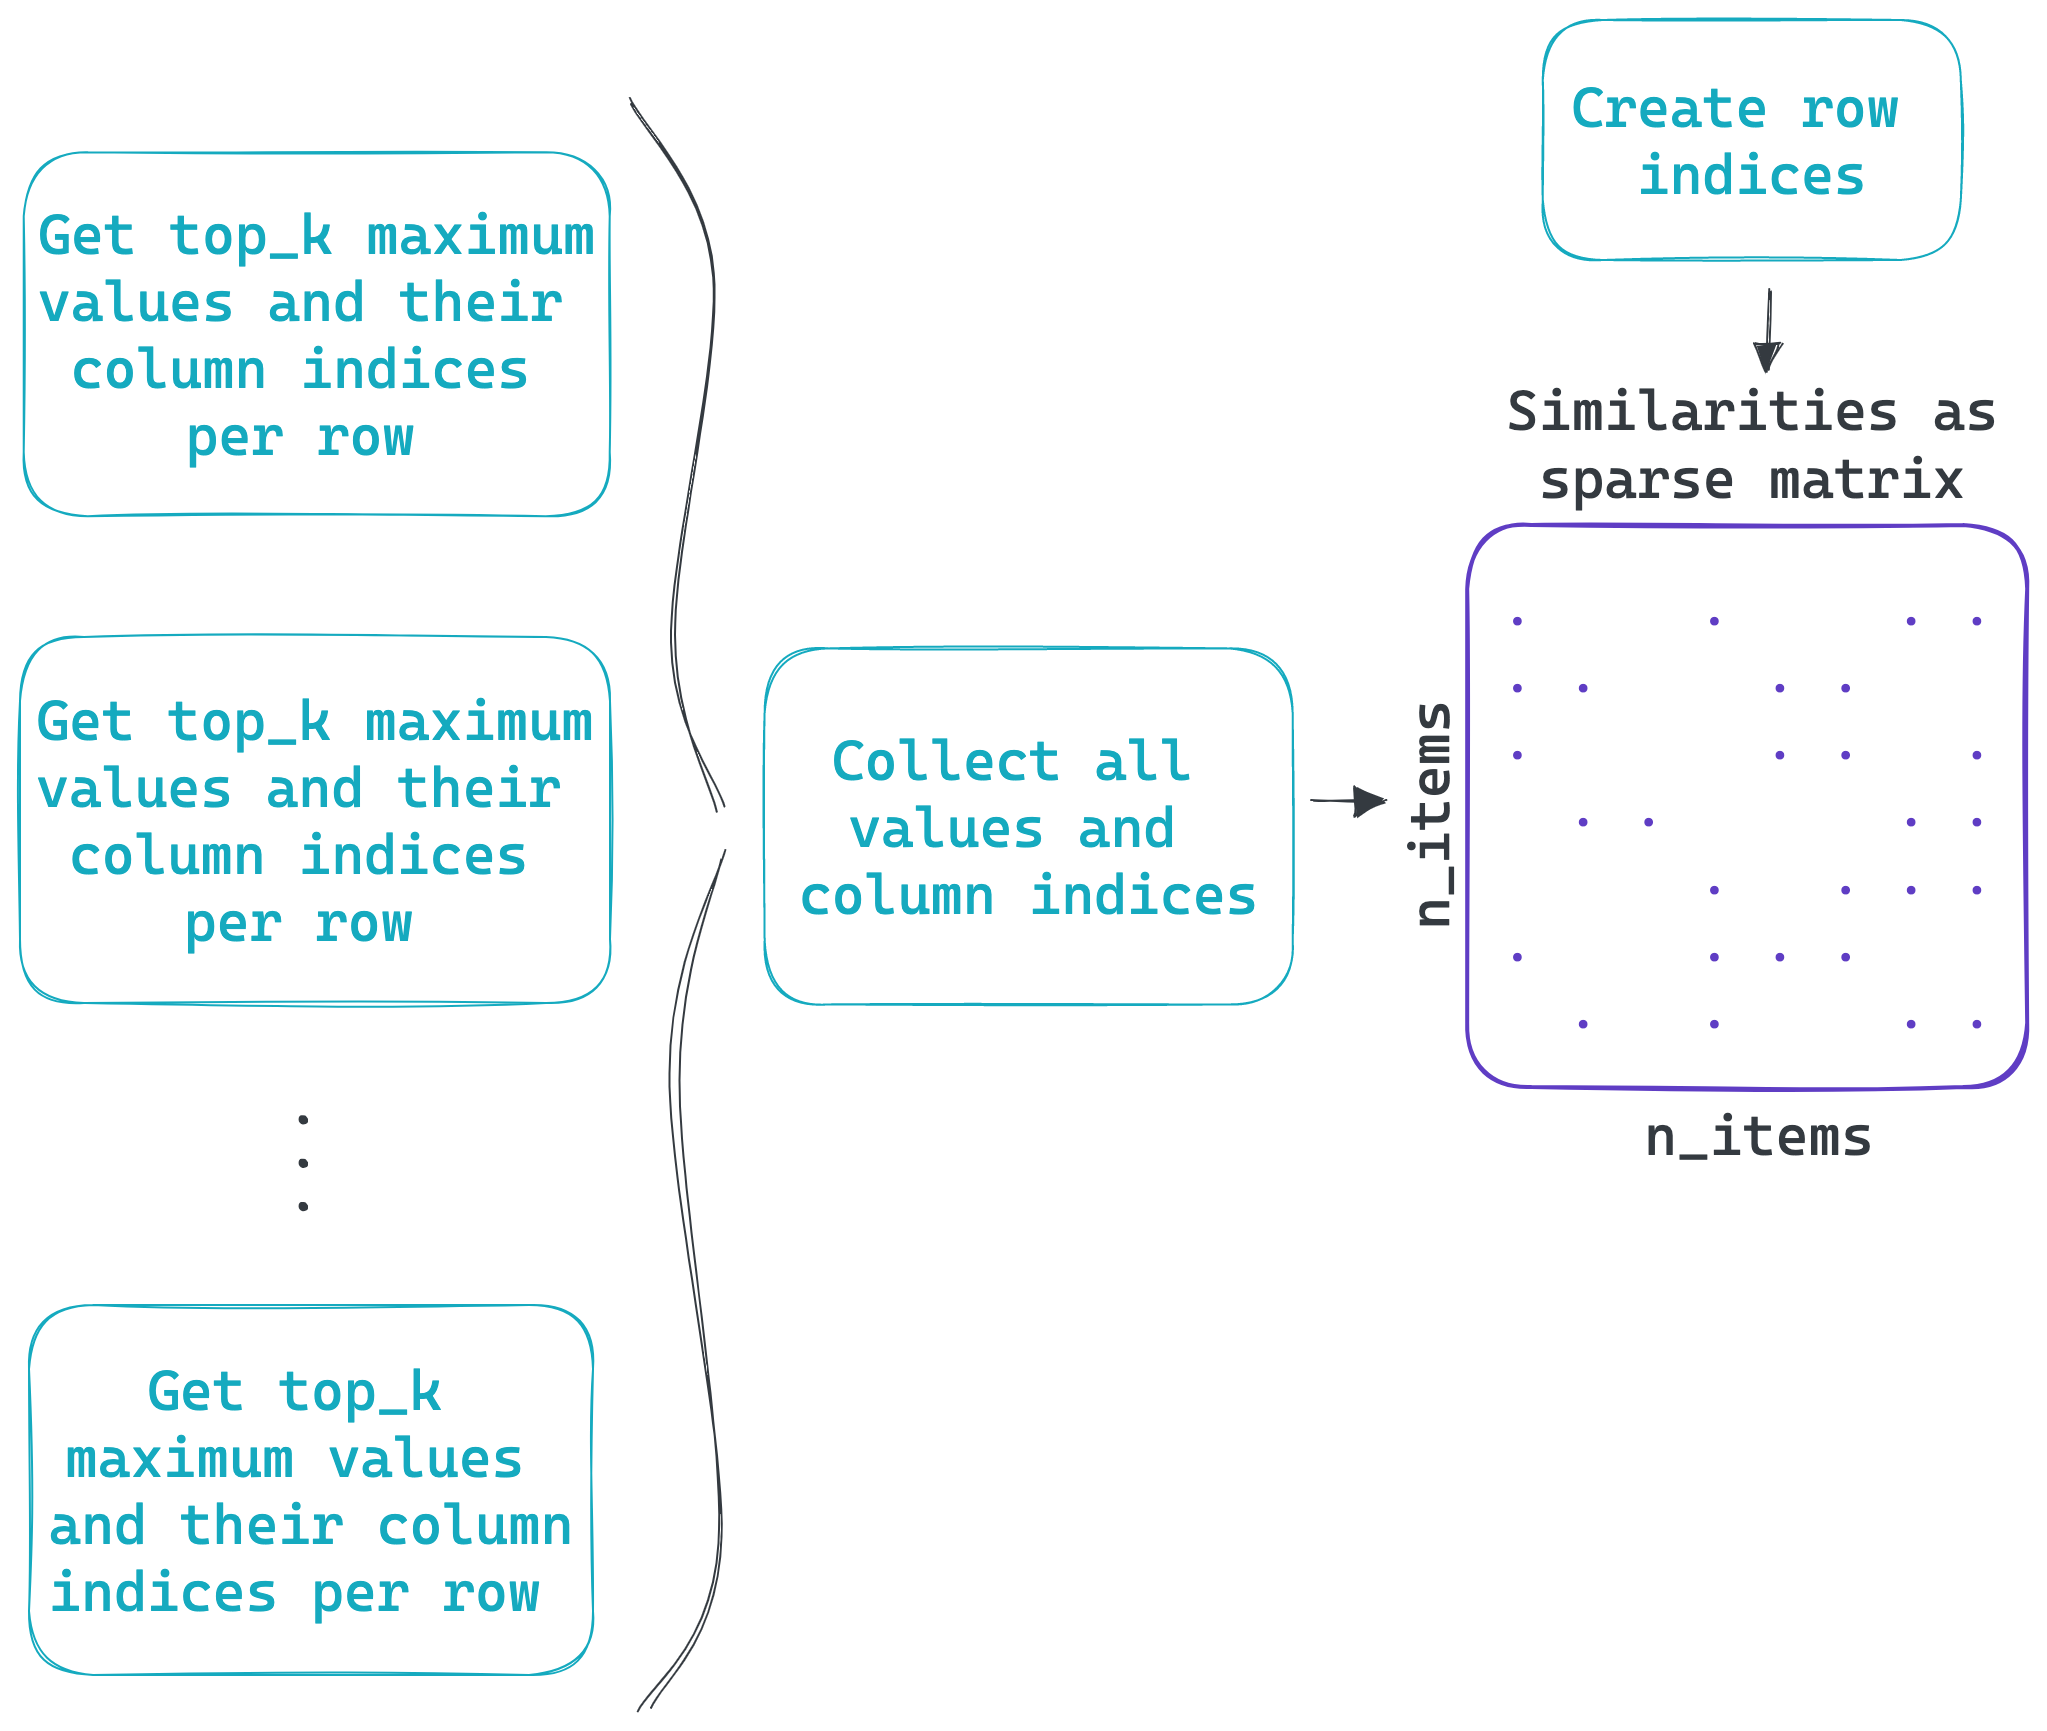 Get top_k maximum
values and their
column indices
per row
Get top_k maximum
values and their
column indices
per row
Get top_k
maximum values
and their column
indices per row
Collect all
values and
column indices
Create row
indices
Similarities as
sparse matrix
n_items
n_items